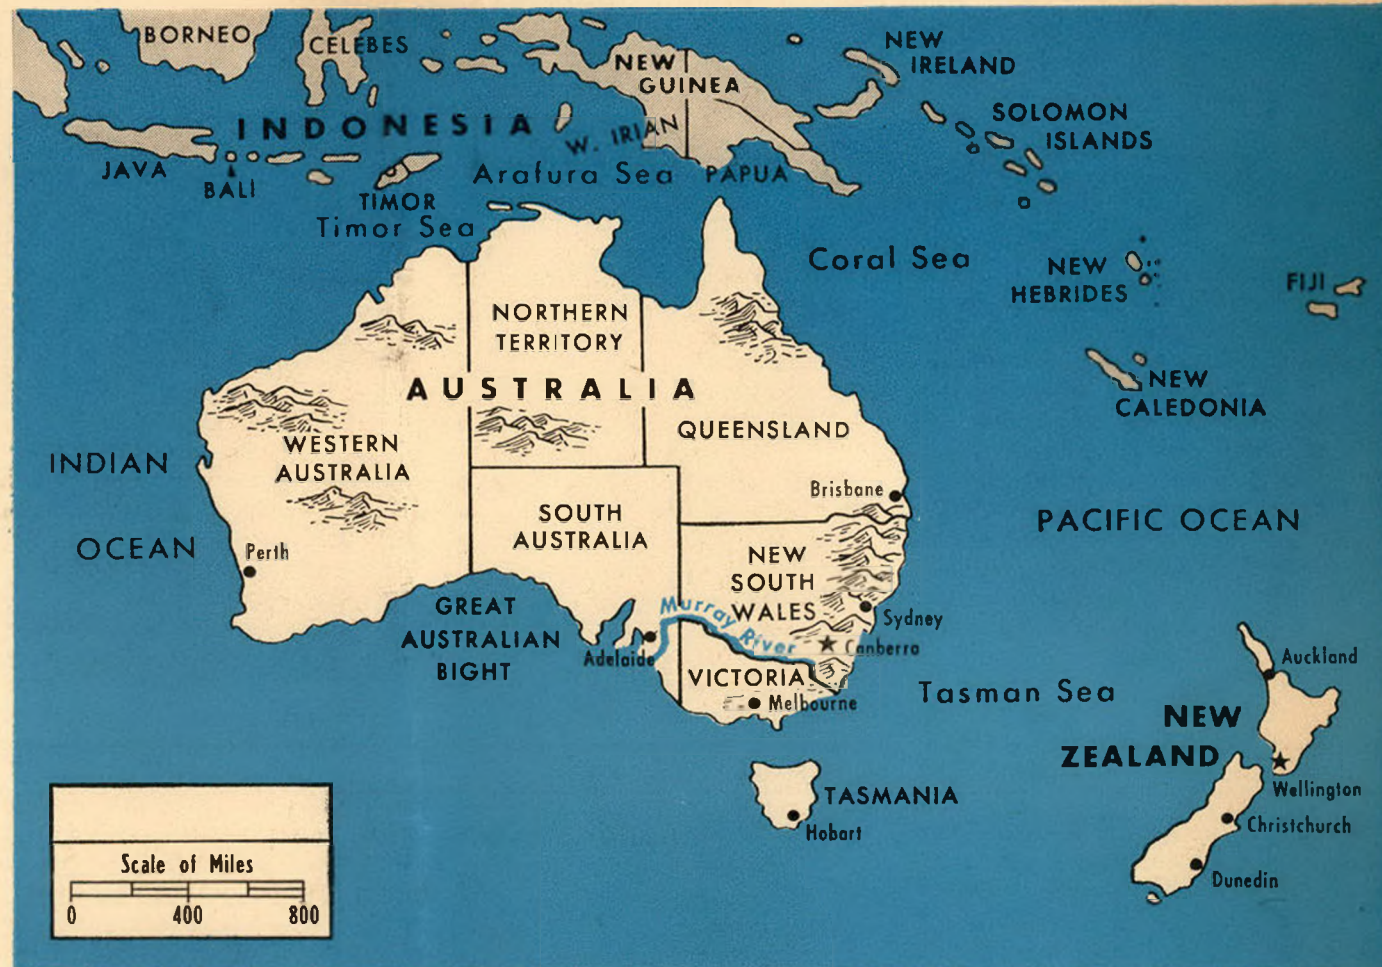 BORNEO
CELEBES
NEW
GUINEA
NEW
IRELAND
SOLOMON
ISLANDS
INDONESIA
W. IRIAN
JAVA
BALI
TIMOR
Timor Sea
Arafura Sea
PAPUA
Coral Sea
NEW
HEBRIDES
FIJI
NEW
CALEDONIA
NORTHERN
TERRITORY
AUSTRALIA
WESTERN
AUSTRALIA
QUEENSLAND
INDIAN
OCEAN
Brisbane
SOUTH
AUSTRALIA
PACIFIC OCEAN
Perth
NEW
SOUTH
WALES
GREAT
AUSTRALIAN
BIGHT
Murray River
Sydney
Canberra
Adelaide
VICTORIA
Melbourne
Tasman Sea
Auckland
NEW
ZEALAND
Wellington
TASMANIA
Hobart
Christchurch
Dunedin
Scale of Miles
0 400 800